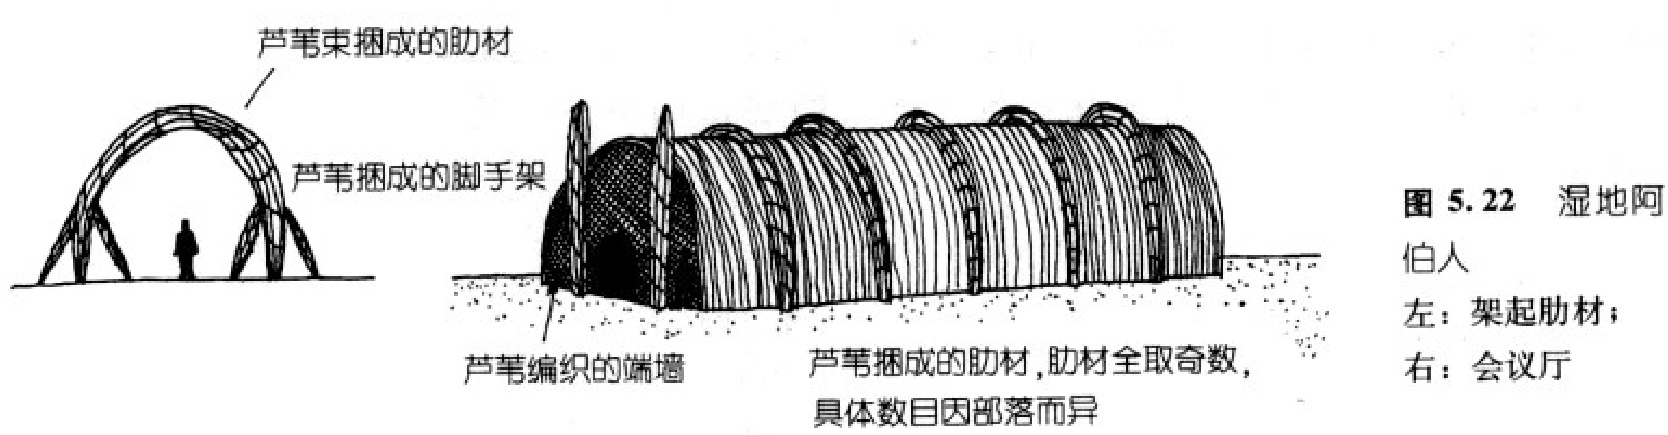 芦苇束捆成的肋材
芦苇捆成的脚手架
芦苇编织的端墙
芦苇捆成的肋材,肋材全取奇数,
具体数目因部落而异
图 5.22 湿地阿
伯人
左：架起肋材；
右：会议厅